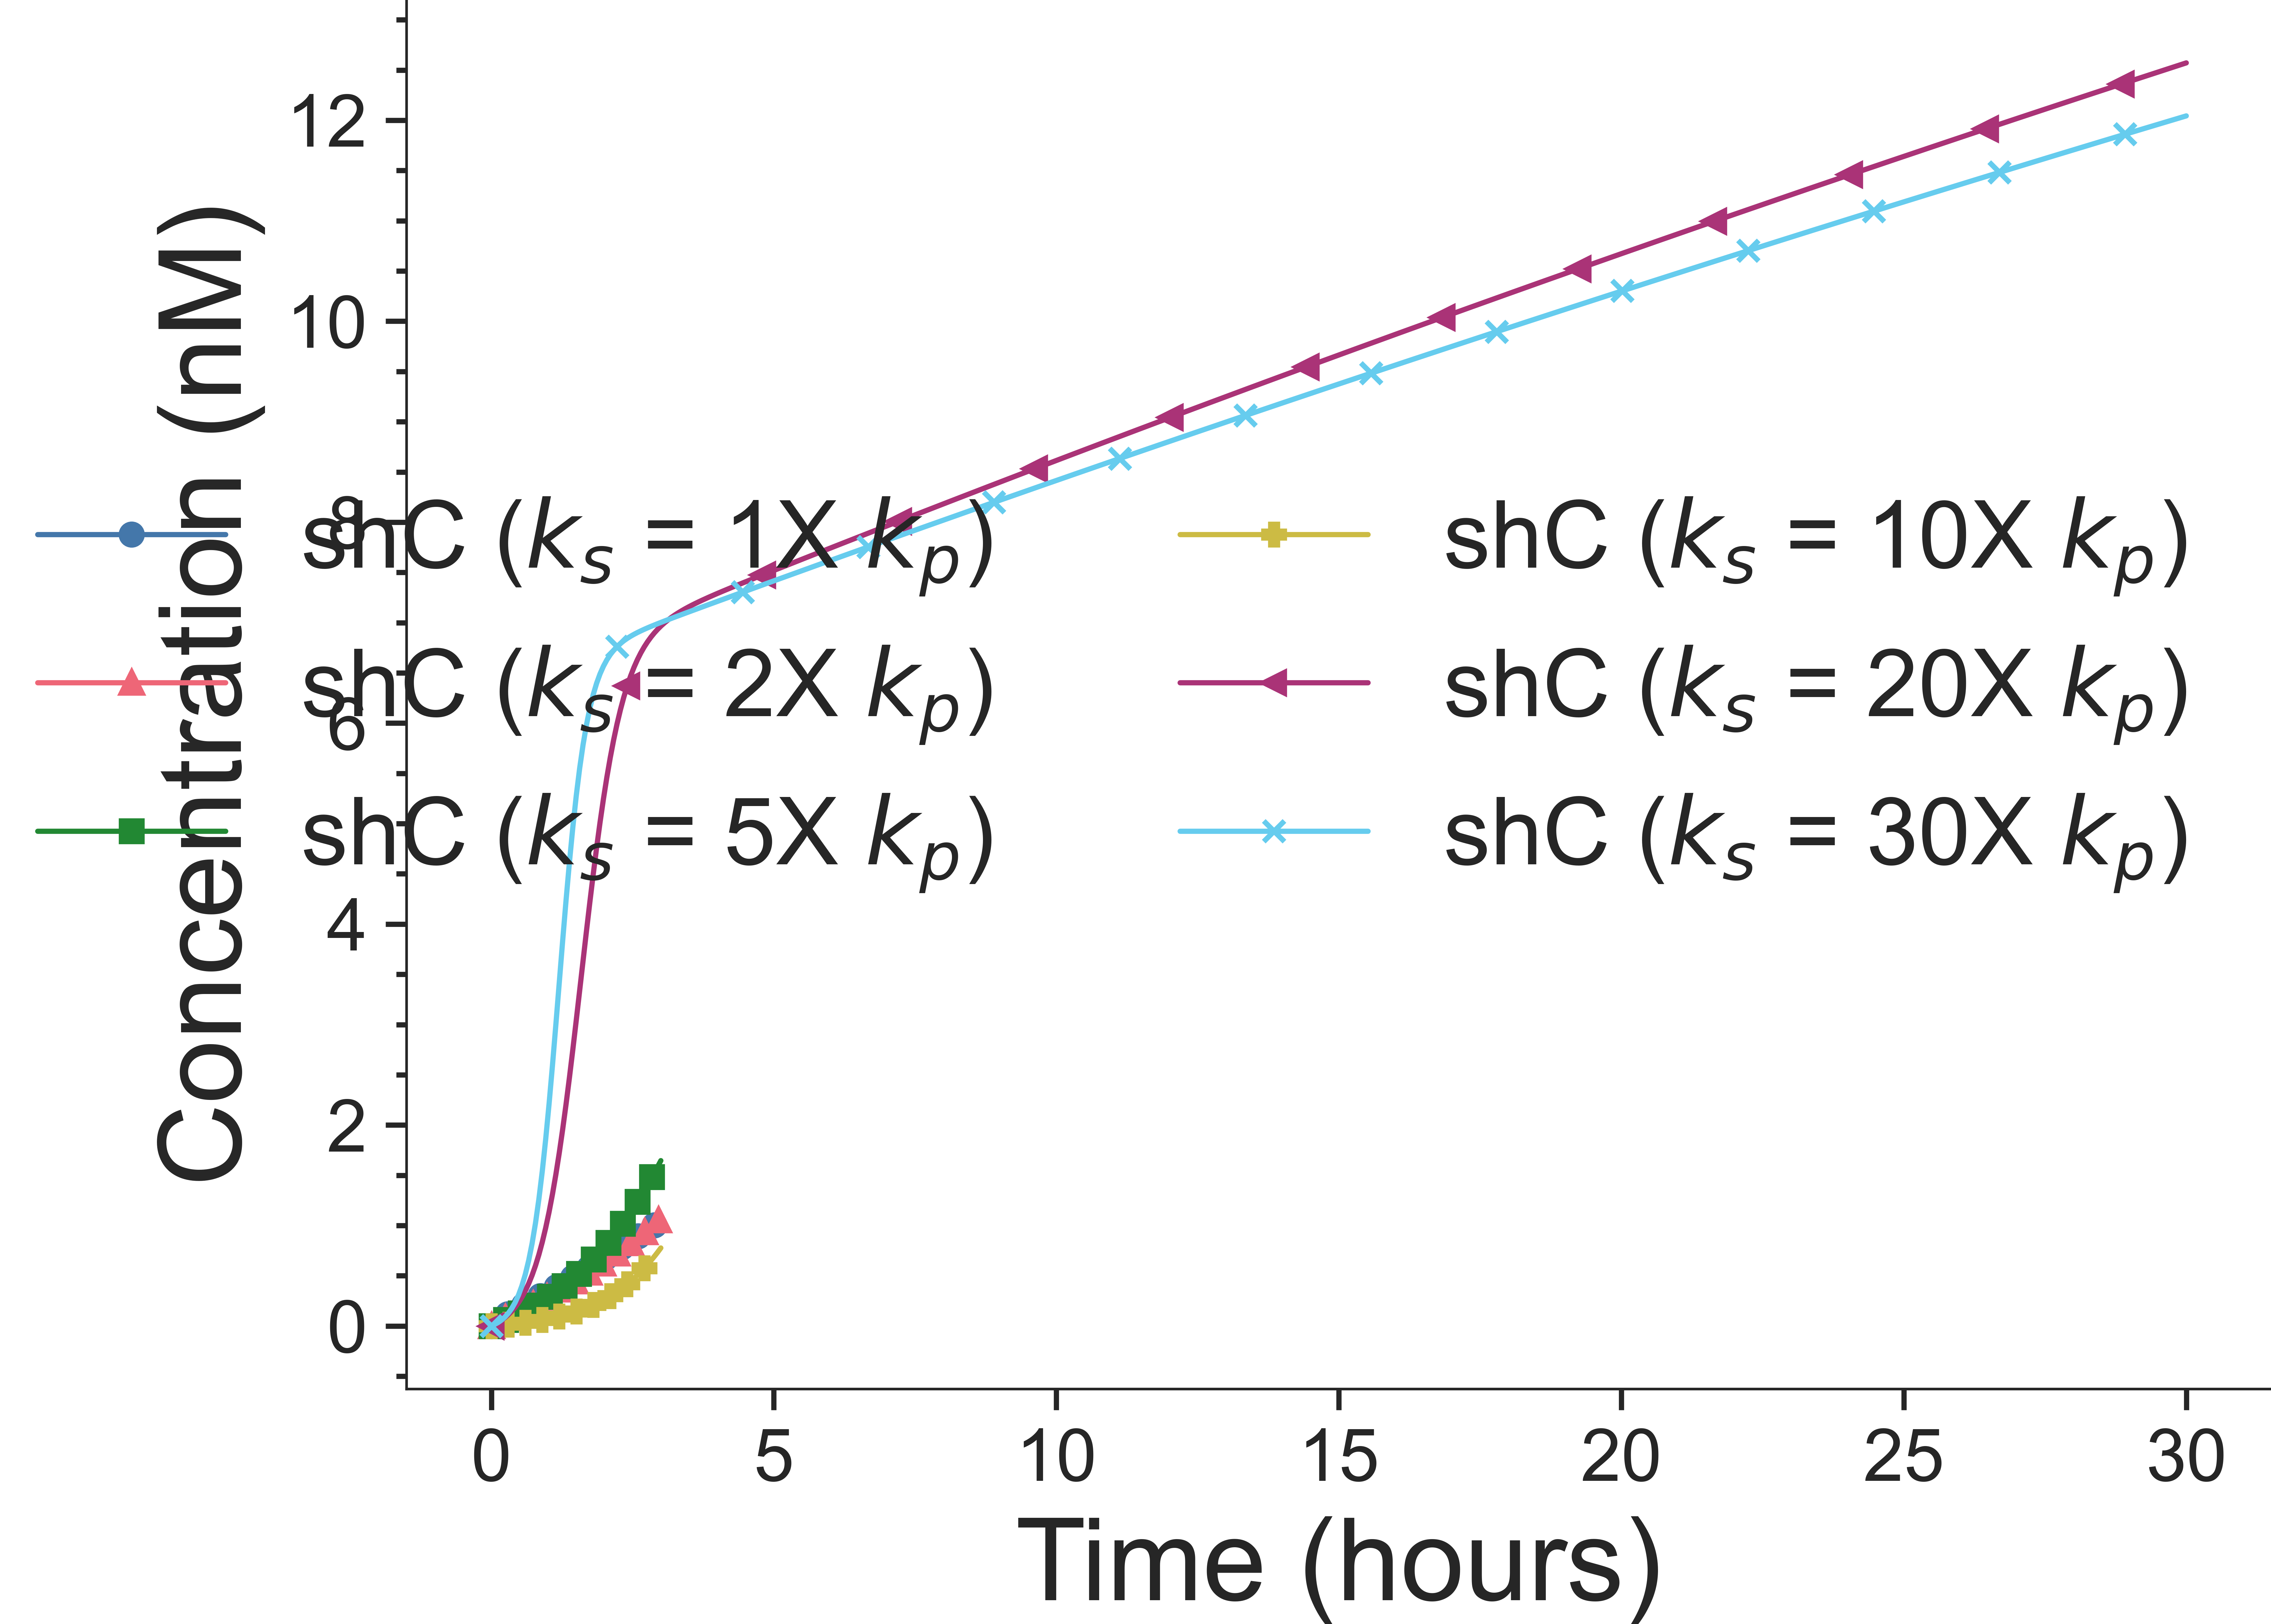 Concentration (nM)
12
10
8
6
4
2
0
shC (kₛ = 1X kₚ)
shC (kₛ = 2X kₚ)
shC (kₛ = 5X kₚ)
shC (kₛ = 10X kₚ)
shC (kₛ = 20X kₚ)
shC (kₛ = 30X kₚ)
0 5 10 15 20 25 30
Time (hours)